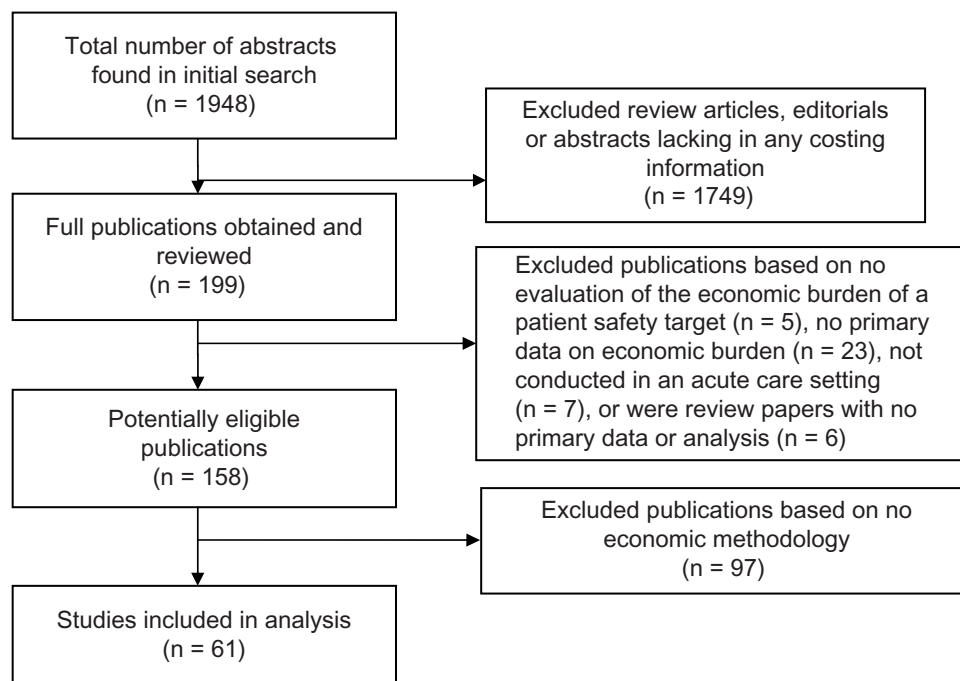 Total number of abstracts
found in initial search
(n = 1948)
Excluded review articles, editorials
or abstracts lacking in any costing
information
(n = 1749)
Full publications obtained and
reviewed
(n = 199)
Excluded publications based on no
evaluation of the economic burden of a
patient safety target (n = 5), no primary
data on economic burden (n = 23), not
conducted in an acute care setting
(n = 7), or were review papers with no
primary data or analysis (n = 6)
Potentially eligible
publications
(n = 158)
Excluded publications based on no
economic methodology
(n = 97)
Studies included in analysis
(n = 61)